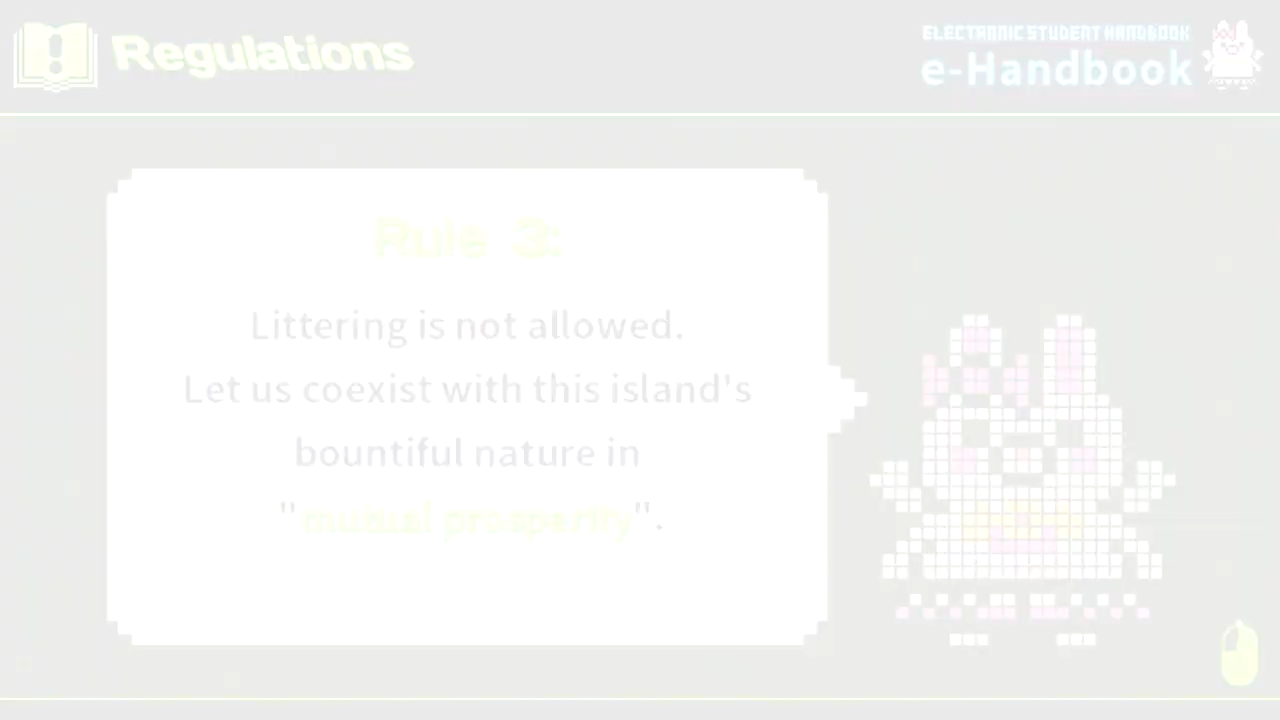 Regulations
ELECTRONIC STUDENT HANDBOOK
e-Handbook
Rule 3:
Littering is not allowed.
Let us coexist with this island's
bountiful nature in
"mutual prosperity".